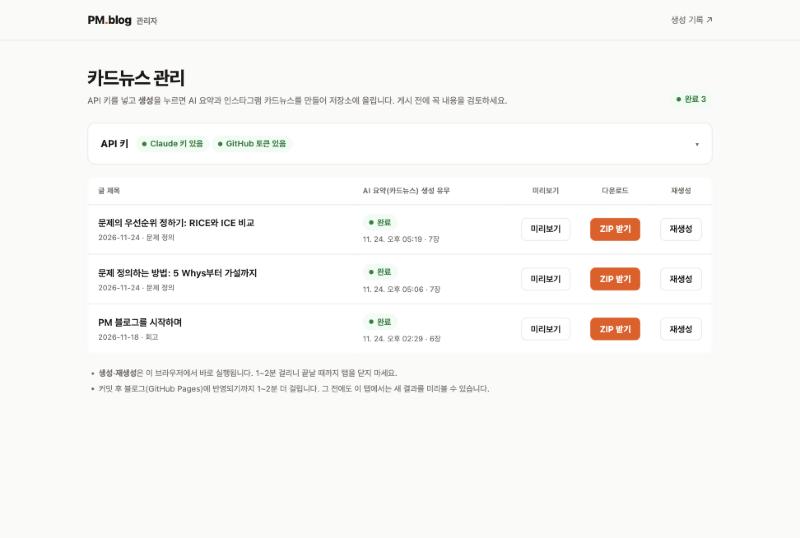 PM.blog 관리자
생성 기록 ↗
카드뉴스 관리
API 키를 넣고 생성을 누르면 AI 요약과 인스타그램 카드뉴스를 만들어 저장소에 올립니다. 게시 전에 꼭 내용을 검토하세요.
완료 3
API 키 Claude 키 있음 GitHub 토큰 있음
글 제목 AI 요약(카드뉴스) 생성 유무 미리보기 다운로드 재생성
문제의 우선순위 정하기: RICE와 ICE 비교
2026-11-24 · 문제 정의
완료
11. 24. 오후 05:19 · 7장
미리보기 ZIP 받기 재생성
문제 정의하는 방법: 5 Whys부터 가설까지
2026-11-24 · 문제 정의
완료
11. 24. 오후 05:06 · 7장
미리보기 ZIP 받기 재생성
PM 블로그를 시작하며
2026-11-18 · 회고
완료
11. 24. 오후 02:29 · 6장
미리보기 ZIP 받기 재생성
• 생성·재생성은 이 브라우저에서 바로 실행됩니다. 1~2분 걸리니 끝날 때까지 탭을 닫지 마세요.
• 커밋 후 블로그(GitHub Pages)에 반영되기까지 1~2분 더 걸립니다. 그 전에도 이 탭에서는 새 결과를 미리볼 수 있습니다.